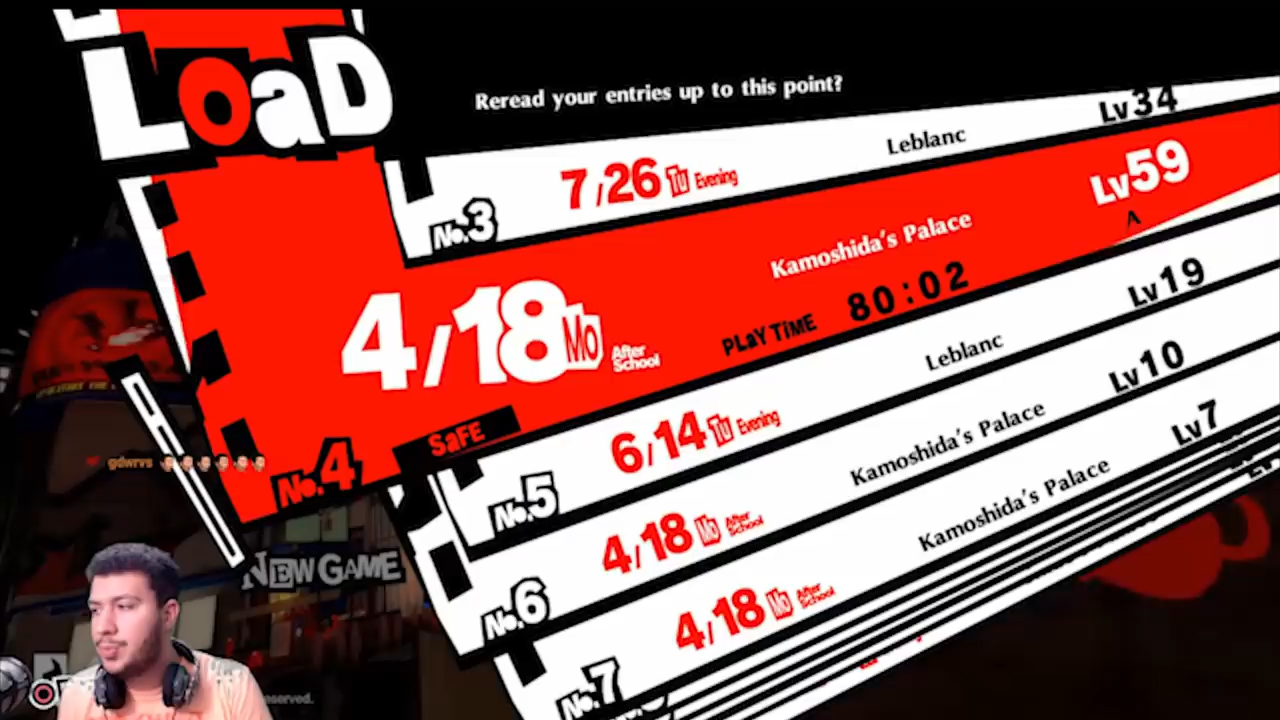 LoaD
Reread your entries up to this point?
No.3 7/26 Tu Evening Leblanc Lv34
No.4 4/18 Mo After School Kamoshida's Palace Lv59
PLaY TiME 80:02
SaFE
No.5 6/14 Tu Evening Leblanc Lv19
No.6 4/18 Mo After School Kamoshida's Palace Lv10
No.7 4/18 Mo After School Kamoshida's Palace Lv7
gdwrvs
NEW GAME